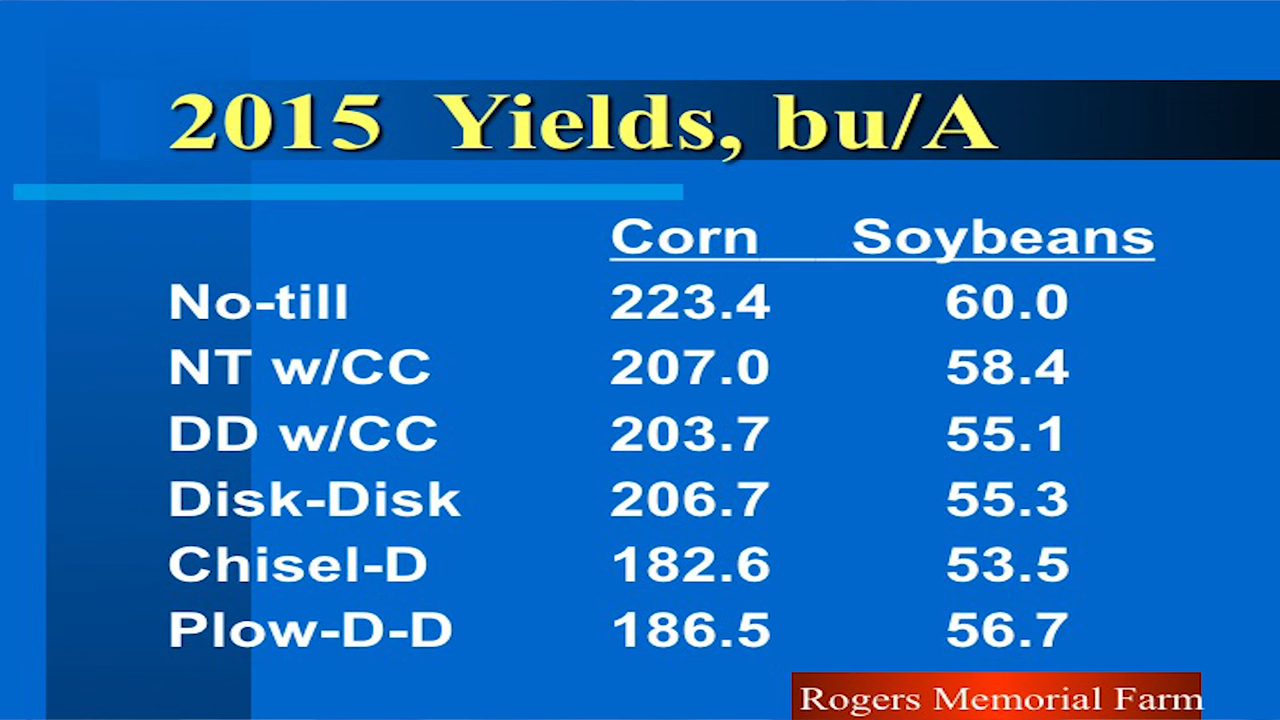 2015 Yields, bu/A
Corn Soybeans
No-till 223.4 60.0
NT w/CC 207.0 58.4
DD w/CC 203.7 55.1
Disk-Disk 206.7 55.3
Chisel-D 182.6 53.5
Plow-D-D 186.5 56.7
Rogers Memorial Farm